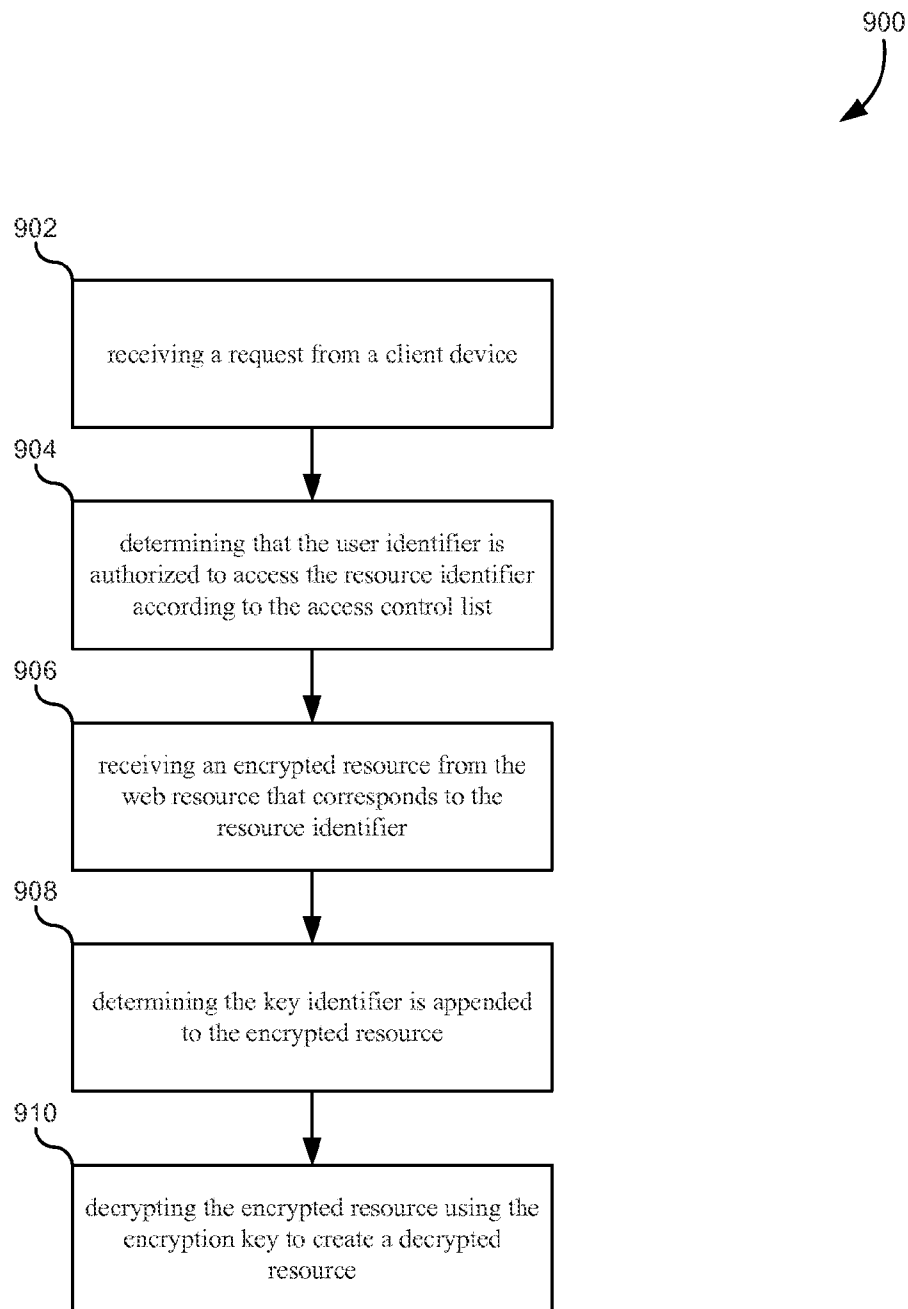 900
902
receiving a request from a client device
904
determining that the user identifier is
authorized to access the resource identifier
according to the access control list
906
receiving an encrypted resource from the
web resource that corresponds to the
resource identifier
908
determining the key identifier is appended
to the encrypted resource
910
decrypting the encrypted resource using the
encryption key to create a decrypted
resource